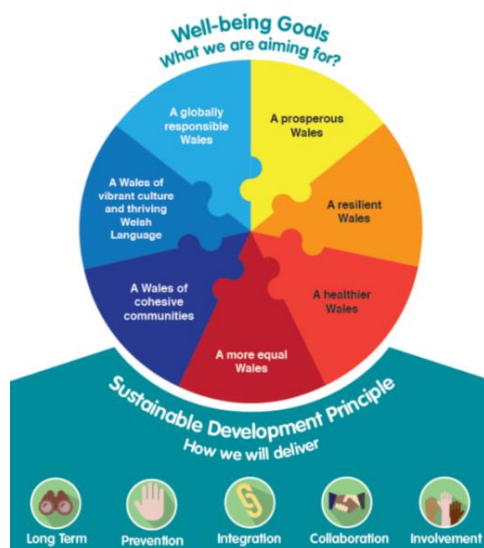 Well-being Goals
What we are aiming for?
A globally
responsible
Wales
A prosperous
Wales
A Wales of
vibrant culture
and thriving
Welsh
Language
A resilient
Wales
A Wales of
cohesive
communities
A healthier
Wales
A more equal
Wales
Sustainable Development Principle
How we will deliver
Long Term
Prevention
Integration
Collaboration
Involvement